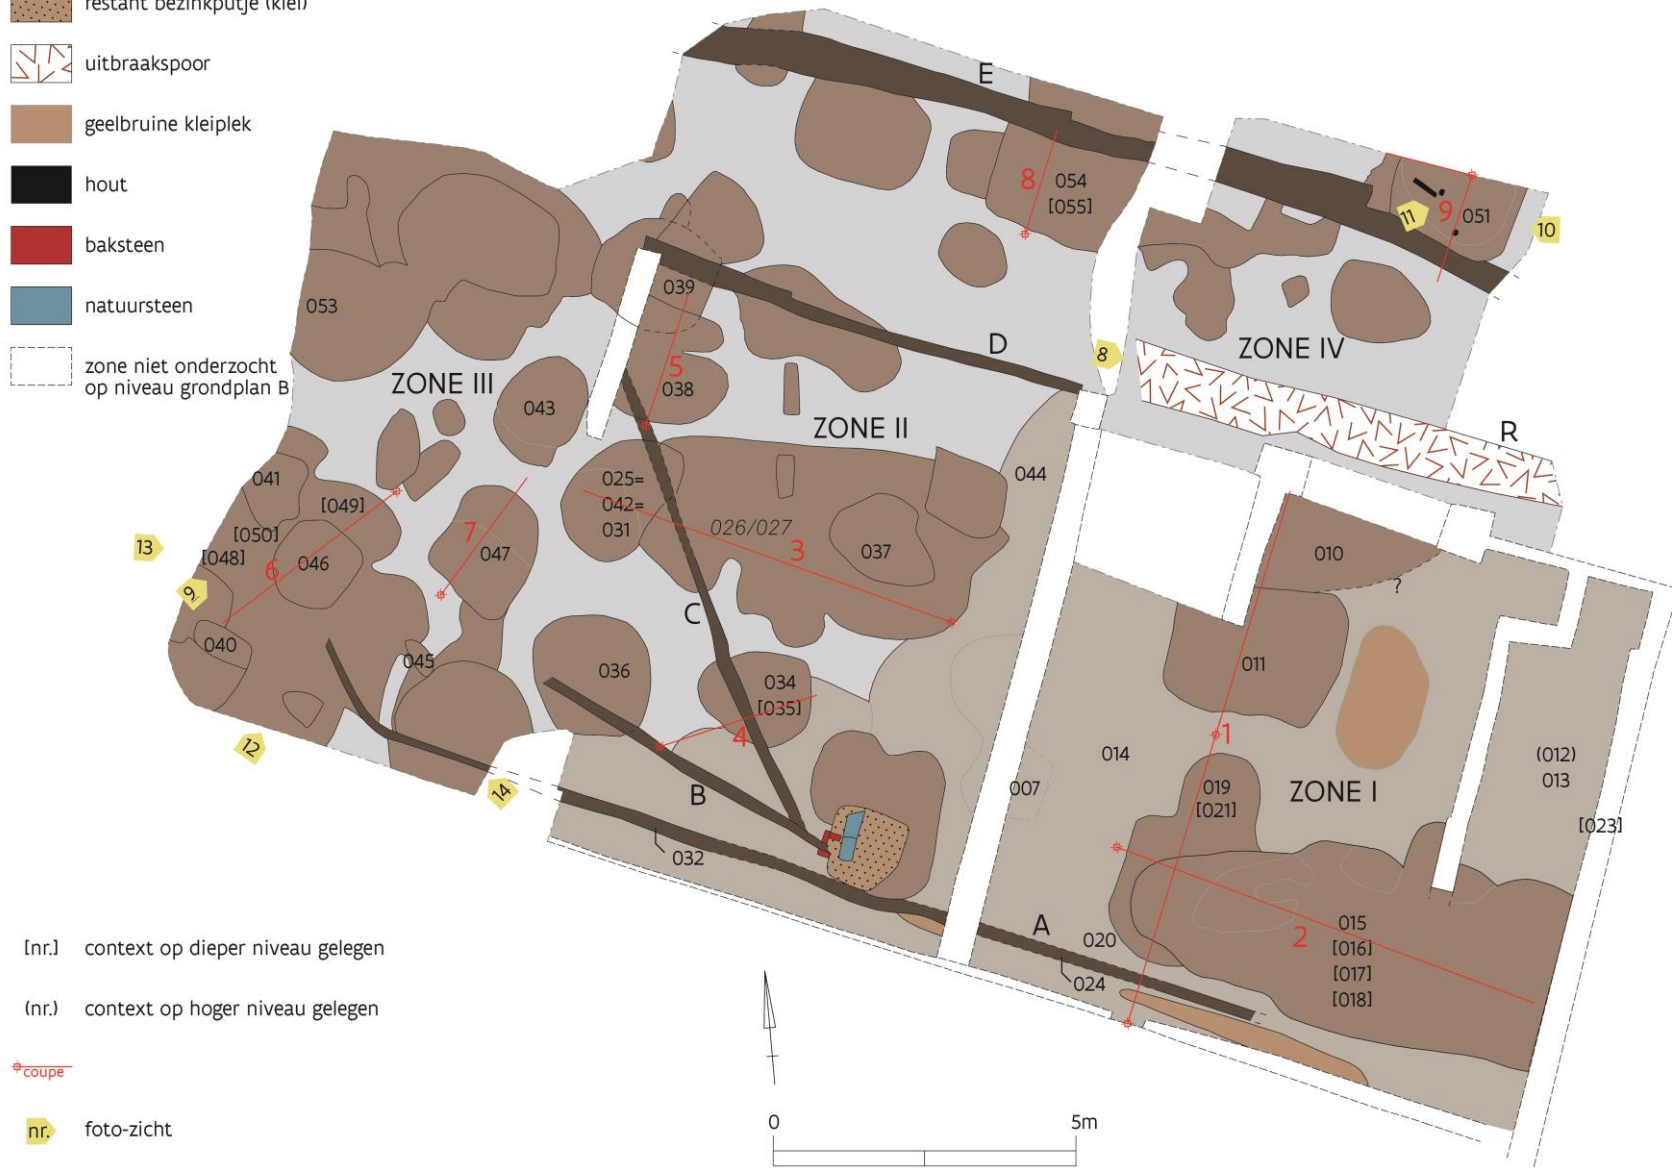 restant bezinkputje (klei)
uitbraakspoor
geelbruine kleiplek
hout
baksteen
natuursteen
zone niet onderzocht
op niveau grondplan B
[nr.] context op dieper niveau gelegen
(nr.) context op hoger niveau gelegen
coupe
nr. foto-zicht
E
8
054
[055]
11
9
051
10
053
039
5
038
D
8
ZONE IV
R
ZONE III
043
ZONE II
044
041
[049]
[050]
[048]
6
046
13
9
040
7
047
045
025=
042=
031
026/027
3
037
C
036
034
[035]
4
B
12
14
032
010
?
011
1
014
007
019
[021]
ZONE I
(012)
013
[023]
A
020
024
015
[016]
[017]
[018]
2
0 5m